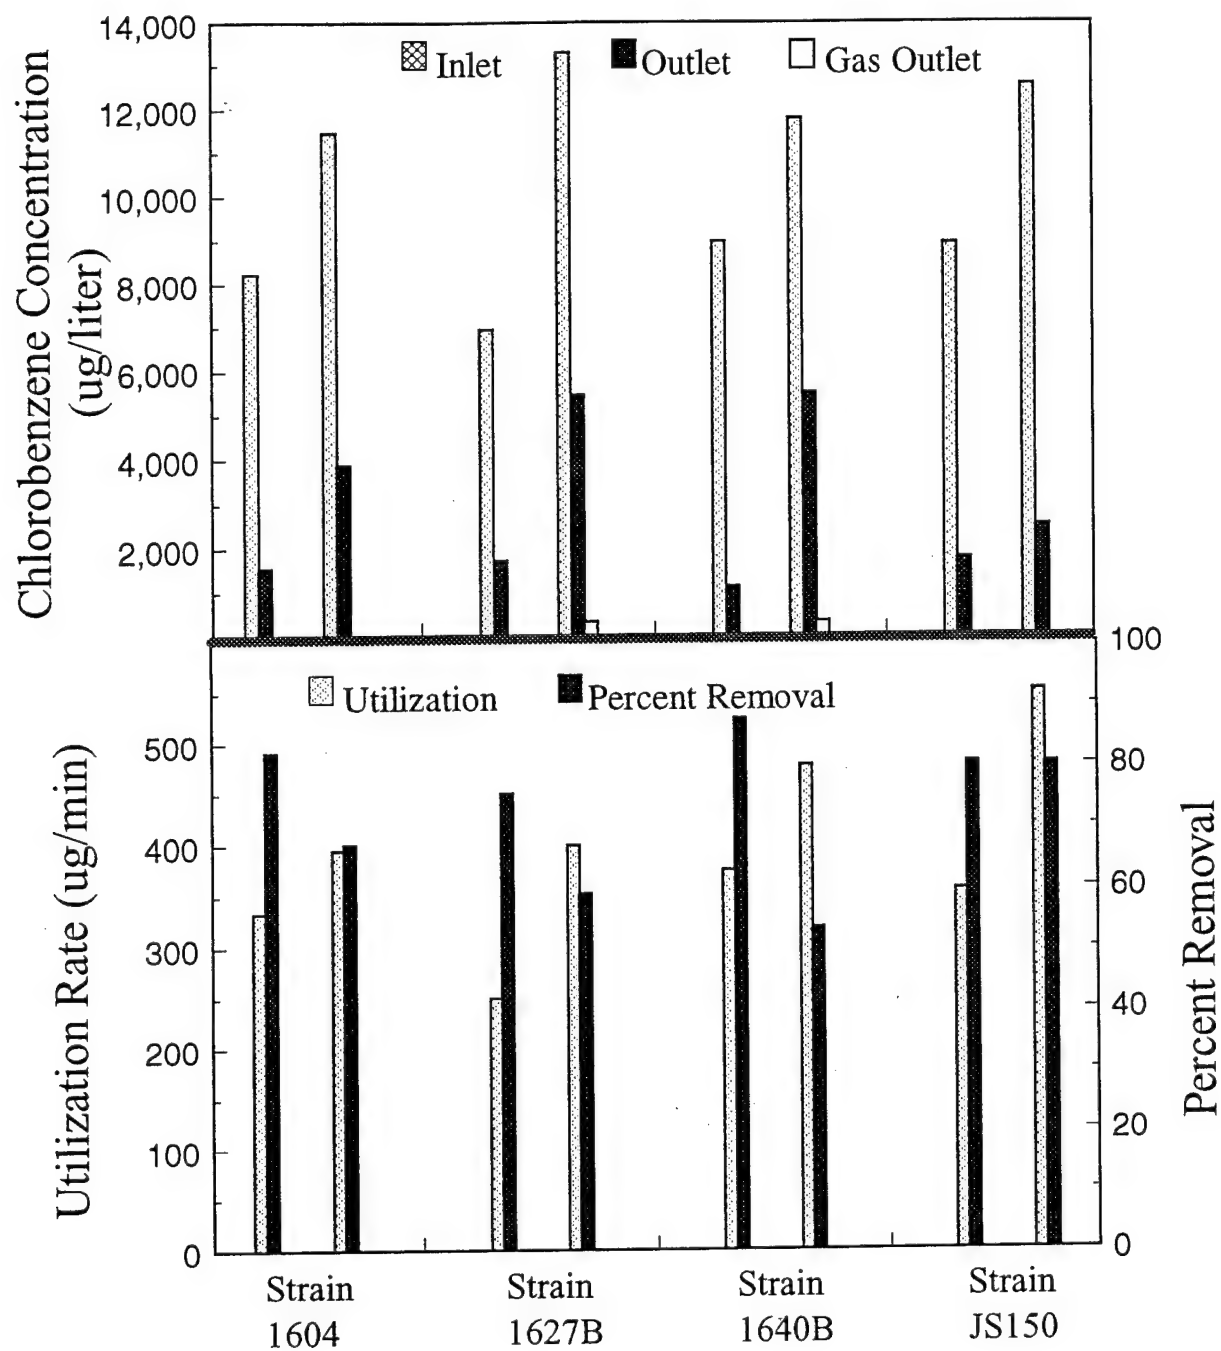 14,000
12,000
10,000
8,000
6,000
4,000
2,000
Chlorobenzene Concentration
(ug/liter)
Inlet Outlet Gas Outlet
100
80
60
40
20
0
Percent Removal
Utilization Percent Removal
500
400
300
200
100
0
Utilization Rate (ug/min)
Strain Strain Strain Strain
1604 1627B 1640B JS150